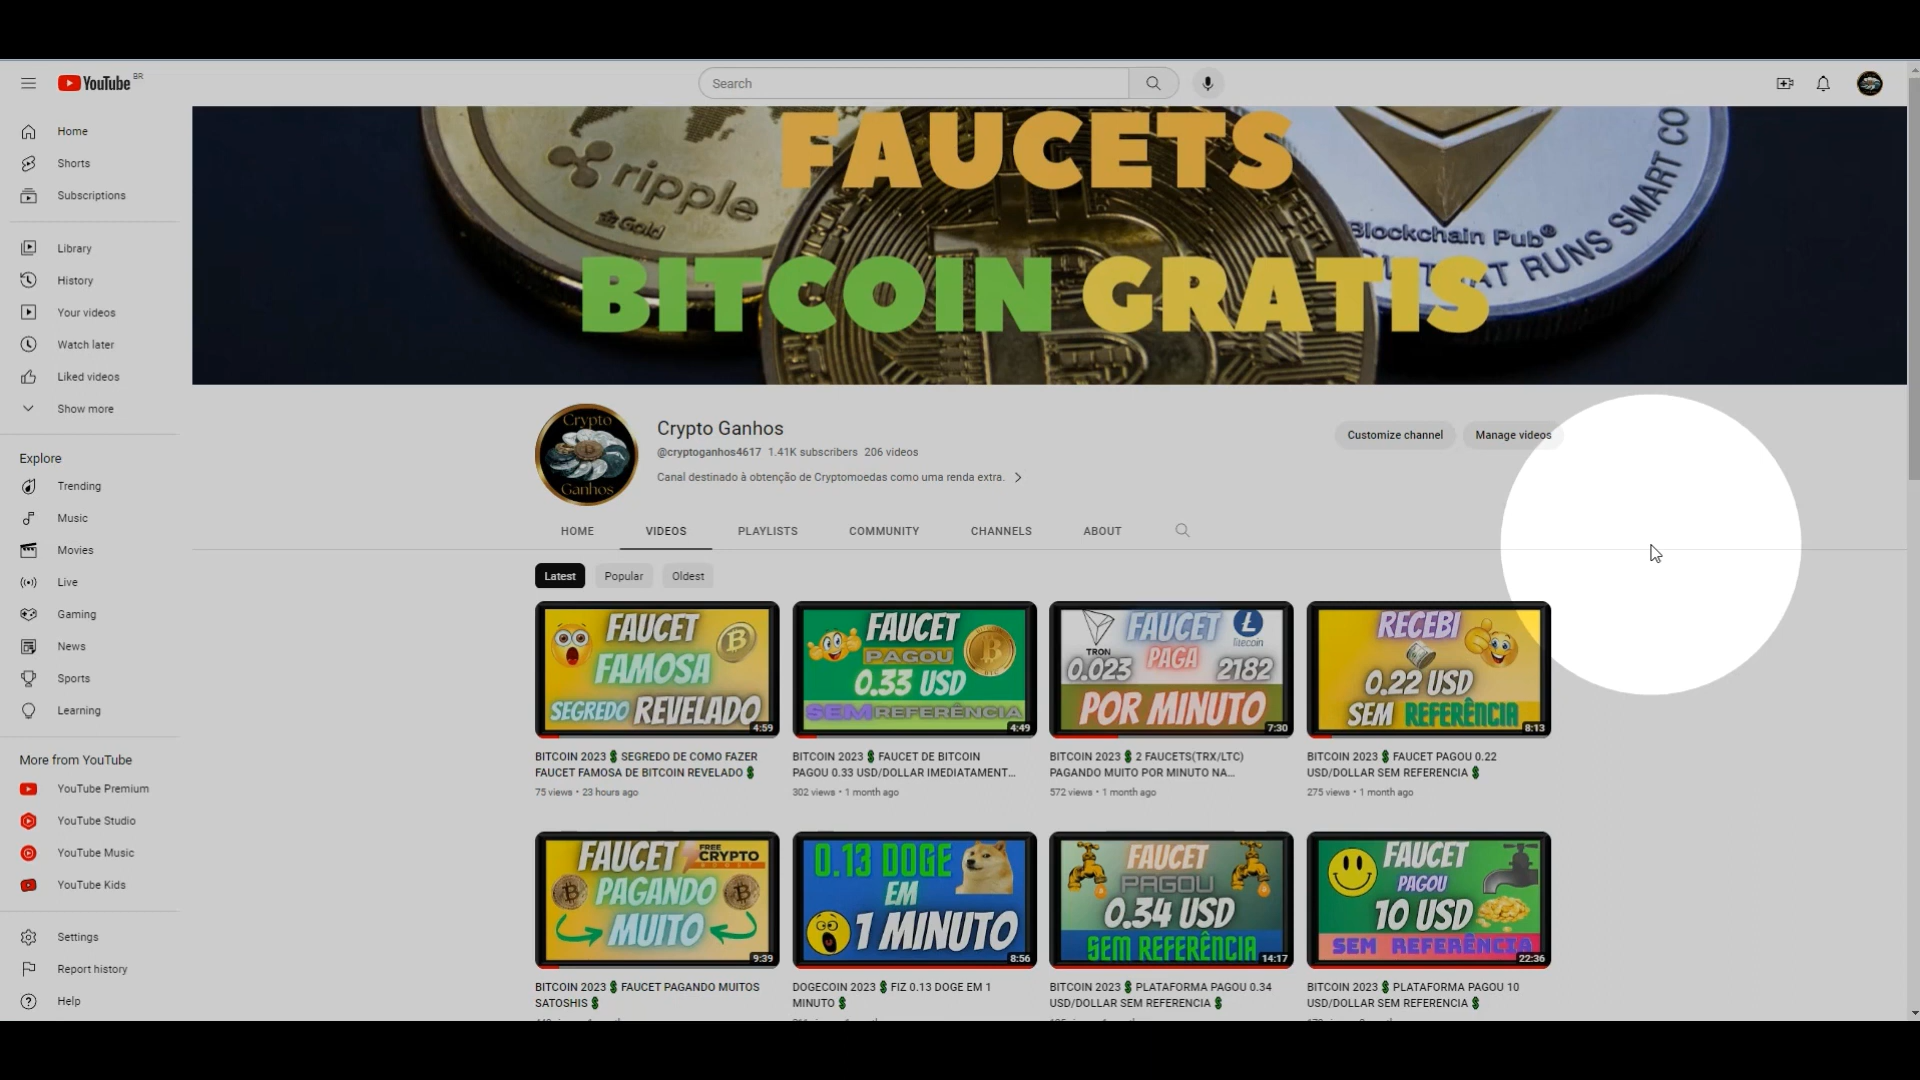 YouTube BR
Search
Home
Shorts
Subscriptions
Library
History
Your videos
Watch later
Liked videos
Show more
Explore
Trending
Music
Movies
Live
Gaming
News
Sports
Learning
More from YouTube
YouTube Premium
YouTube Studio
YouTube Music
YouTube Kids
Settings
Report history
Help
FAUCETS
BITCOIN GRATIS
ripple
Gold
Blockchain Pub®
RUNS SMART CO
Crypto
Ganhos
Crypto Ganhos
@cryptoganhos4617 1.41K subscribers 206 videos
Canal destinado à obtenção de Cryptomoedas como uma renda extra.
Customize channel
Manage videos
HOME VIDEOS PLAYLISTS COMMUNITY CHANNELS ABOUT
Latest Popular Oldest
FAUCET
FAMOSA
SEGREDO REVELADO
4:59
BITCOIN 2023💲SEGREDO DE COMO FAZER
FAUCET FAMOSA DE BITCOIN REVELADO💲
75 views • 23 hours ago
FAUCET
PAGOU
0.33 USD
SEM REFERÊNCIA
4:49
BITCOIN 2023💲FAUCET DE BITCOIN
PAGOU 0.33 USD/DOLLAR IMEDIATAMENT...
302 views • 1 month ago
FAUCET
litecoin
TRON
PAGA
0.023
2182
POR MINUTO
7:30
BITCOIN 2023💲2 FAUCETS(TRX/LTC)
PAGANDO MUITO POR MINUTO NA...
572 views • 1 month ago
RECEBI
0.22 USD
SEM REFERÊNCIA
8:13
BITCOIN 2023💲FAUCET PAGOU 0.22
USD/DOLLAR SEM REFERENCIA💲
275 views • 1 month ago
FAUCET
FREE
CRYPTO
PAGANDO
MUITO
9:39
BITCOIN 2023💲FAUCET PAGANDO MUITOS
SATOSHIS💲
0.13 DOGE
EM
1 MINUTO
8:56
DOGECOIN 2023💲FIZ 0.13 DOGE EM 1
MINUTO💲
FAUCET
PAGOU
0.34 USD
SEM REFERÊNCIA
14:17
BITCOIN 2023💲PLATAFORMA PAGOU 0.34
USD/DOLLAR SEM REFERENCIA💲
FAUCET
PAGOU
10 USD
SEM REFERÊNCIA
22:36
BITCOIN 2023💲PLATAFORMA PAGOU 10
USD/DOLLAR SEM REFERENCIA💲